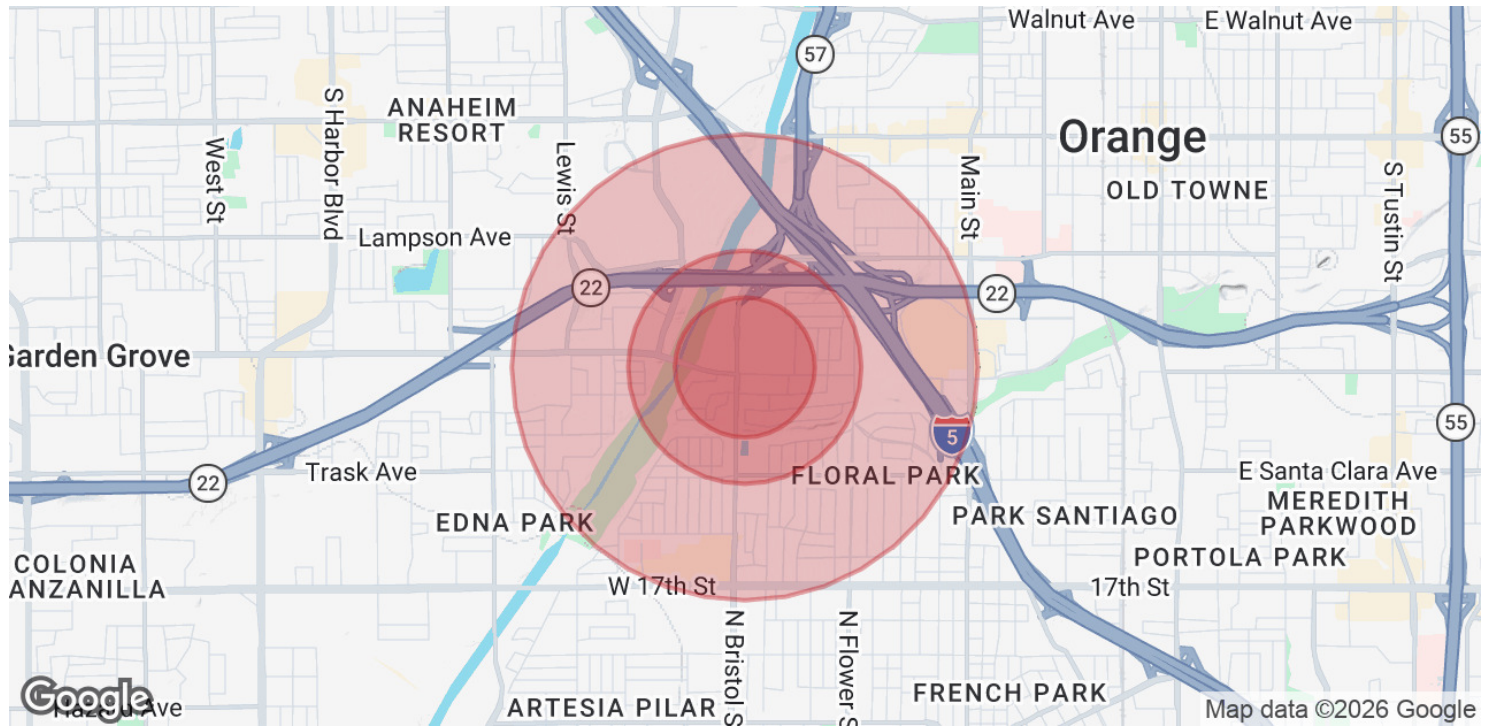 Walnut Ave
E Walnut Ave
57
ANAHEIM
RESORT
S Harbor Blvd
West St
Lewis St
Main St
Orange
55
OLD TOWNE
S Tustin St
Lampson Ave
22
22
Garden Grove
5
55
Trask Ave
22
FLORAL PARK
E Santa Clara Ave
MEREDITH
PARKWOOD
EDNA PARK
PARK SANTIAGO
PORTOLA PARK
COLONIA
ANZANILLA
W 17th St
17th St
N Bristol S
N Flower S
FRENCH PARK
ARTESIA PILAR
Google
Ave
Map data ©2026 Google